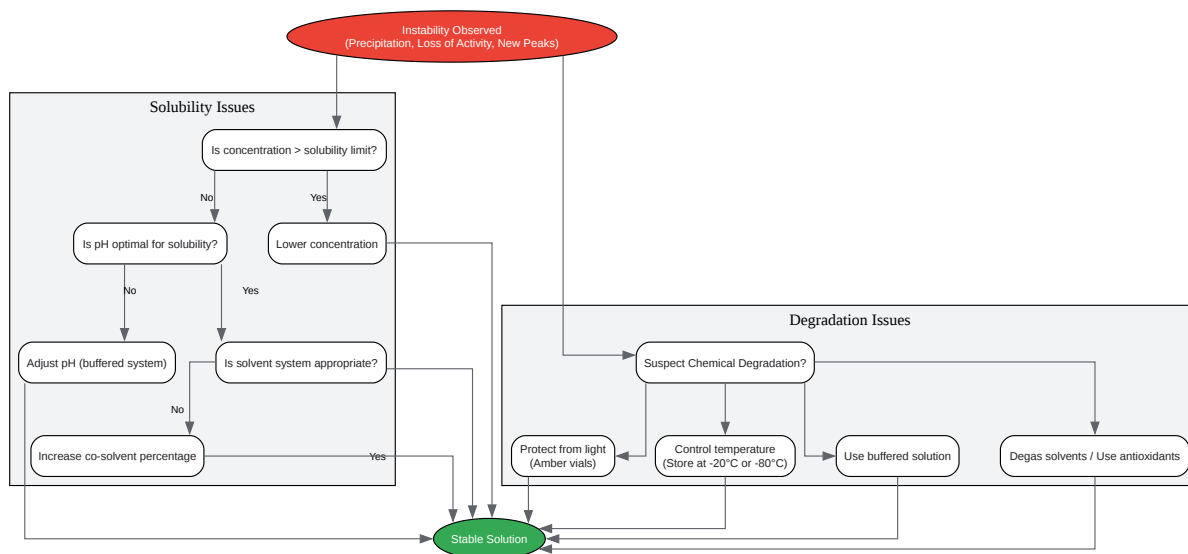 Instability Observed
(Precipitation, Loss of Activity, New Peaks)
Solubility Issues
Is concentration > solubility limit?
No
Yes
Is pH optimal for solubility?
Lower concentration
No
Yes
Degradation Issues
Adjust pH (buffered system)
Is solvent system appropriate?
Suspect Chemical Degradation?
No
Increase co-solvent percentage
Yes
Protect from light
(Amber vials)
Control temperature
(Store at -20°C or -80°C)
Use buffered solution
Degas solvents / Use antioxidants
Stable Solution